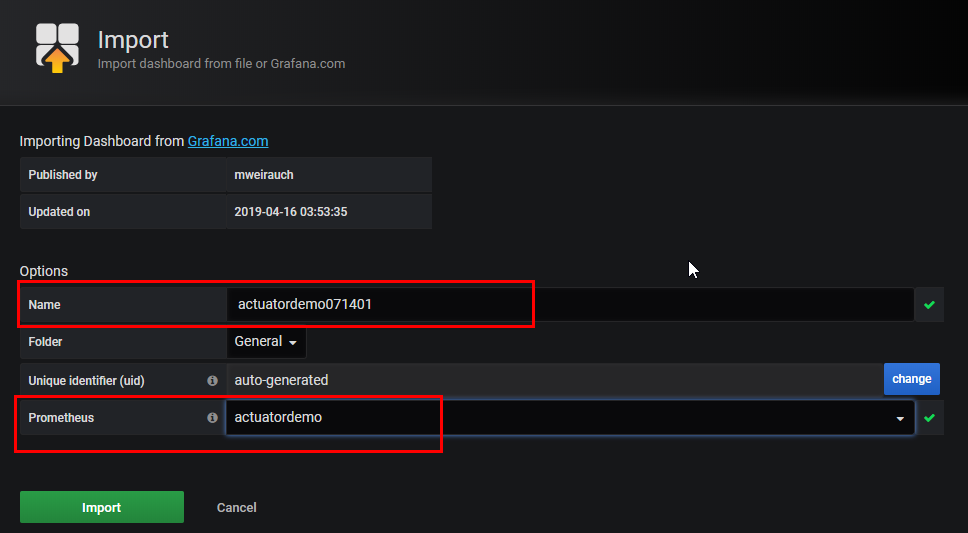 Import
Import dashboard from file or Grafana.com
Importing Dashboard from Grafana.com
Published by mweirauch
Updated on 2019-04-16 03:53:35
Options
Name actuatordemo071401
Folder General
Unique identifier (uid) auto-generated change
Prometheus actuatordemo
Import Cancel